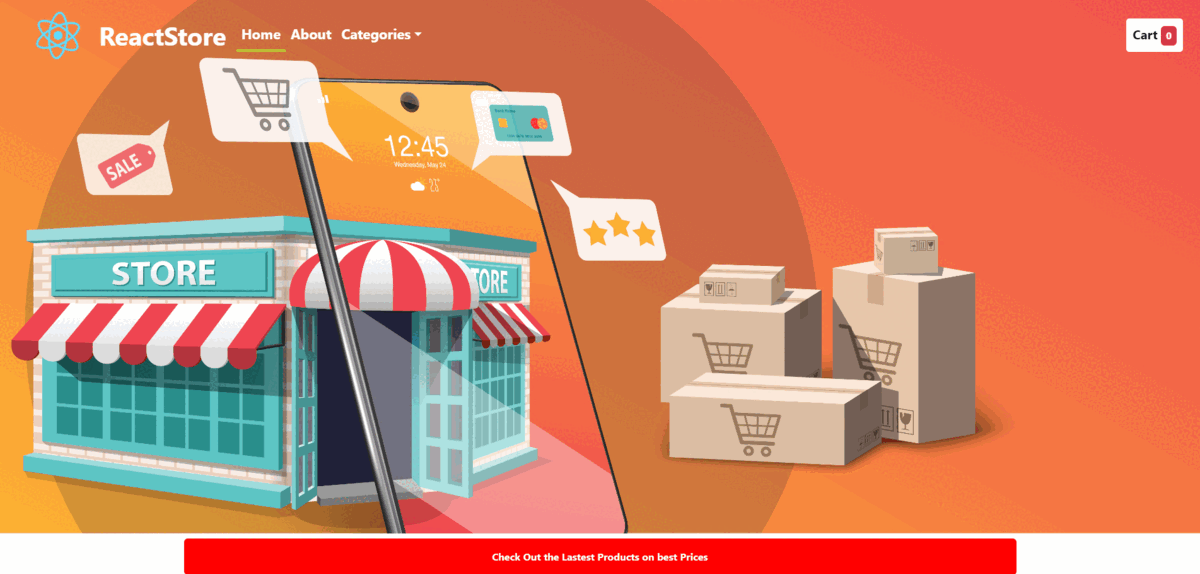 ReactStore Home About Categories Cart 0
SALE
12:45
Wednesday, May 24
STORE
STORE
Check Out the Lastest Products on best Prices